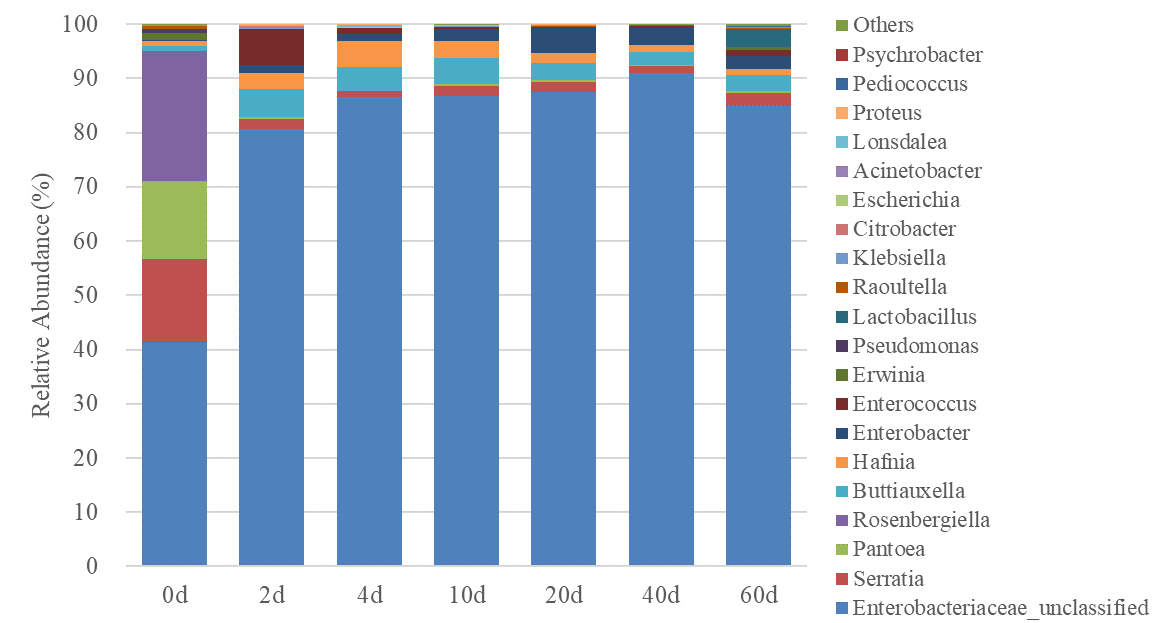 Relative Abundance (%)
100
90
80
70
60
50
40
30
20
10
0
0d 2d 4d 10d 20d 40d 60d
Others
Psychrobacter
Pediococcus
Proteus
Lonsdalea
Acinetobacter
Escherichia
Citrobacter
Klebsiella
Raoultella
Lactobacillus
Pseudomonas
Erwinia
Enterococcus
Enterobacter
Hafnia
Buttiauxella
Rosenbergiella
Pantoea
Serratia
Enterobacteriaceae_unclassified